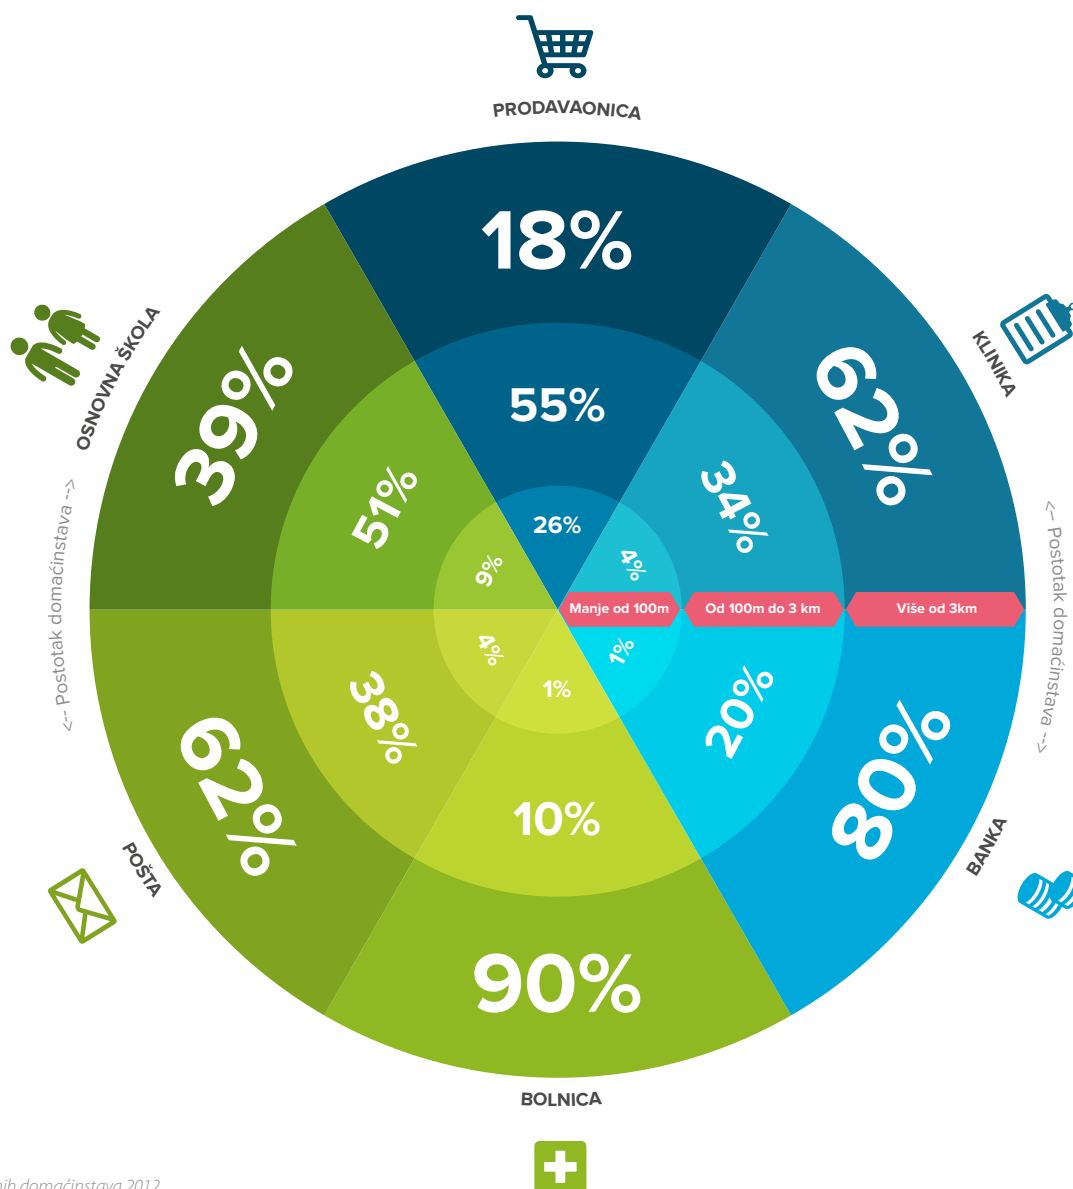 PRODAVAONICA
18%
55%
26%
KLINIKA
62%
34%
4%
OSNOVNA ŠKOLA
39%
51%
9%
<-- Postotak domaćinstava -->
<-- Postotak domaćinstava -->
Manje od 100m
Od 100m do 3 km
Više od 3km
4%
38%
62%
POŠTA
1%
10%
90%
BOLNICA
1%
20%
80%
BANKA
domaćinstava 2012